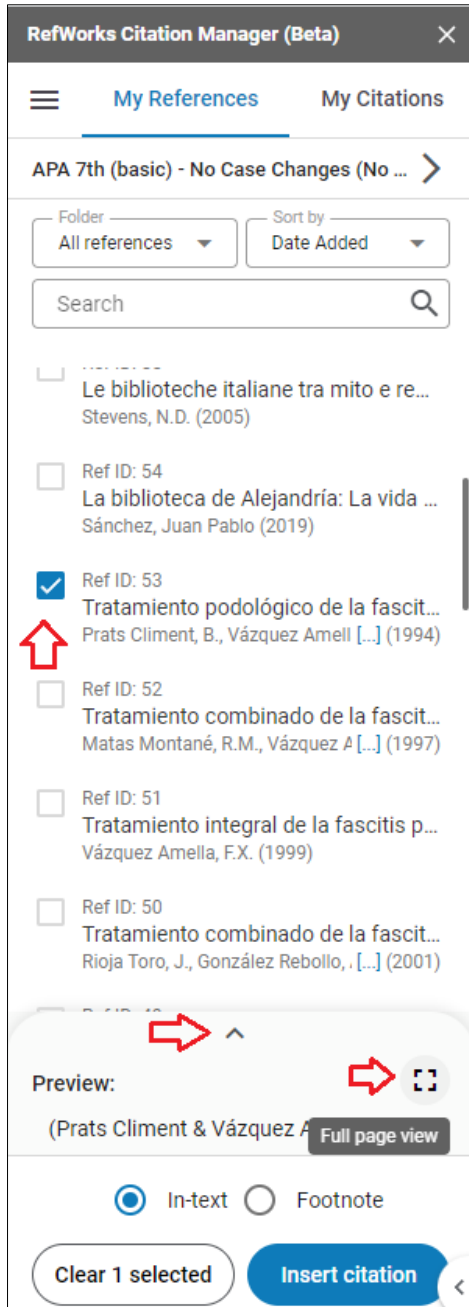 RefWorks Citation Manager (Beta)
My References My Citations
APA 7th (basic) - No Case Changes (No ...
Folder Sort by
All references Date Added
Search
Le biblioteche italiane tra mito e re...
Stevens, N.D. (2005)
Ref ID: 54
La biblioteca de Alejandría: La vida ...
Sánchez, Juan Pablo (2019)
Ref ID: 53
Tratamiento podológico de la fascit...
Prats Climent, B., Vázquez Amell [...] (1994)
Ref ID: 52
Tratamiento combinado de la fascit...
Matas Montané, R.M., Vázquez A [...] (1997)
Ref ID: 51
Tratamiento integral de la fascitis p...
Vázquez Amella, F.X. (1999)
Ref ID: 50
Tratamiento combinado de la fascit...
Rioja Toro, J., González Rebollo, . [...] (2001)
Preview:
(Prats Climent & Vázquez A
Full page view
In-text Footnote
Clear 1 selected Insert citation